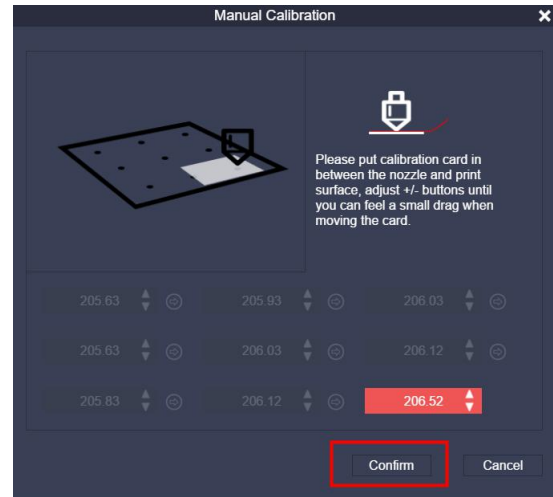 Manual Calibration
Please put calibration card in
between the nozzle and print
surface, adjust +/- buttons until
you can feel a small drag when
moving the card.
205.63 205.93 206.03
205.63 206.03 206.12
205.83 206.12 206.52
Confirm Cancel